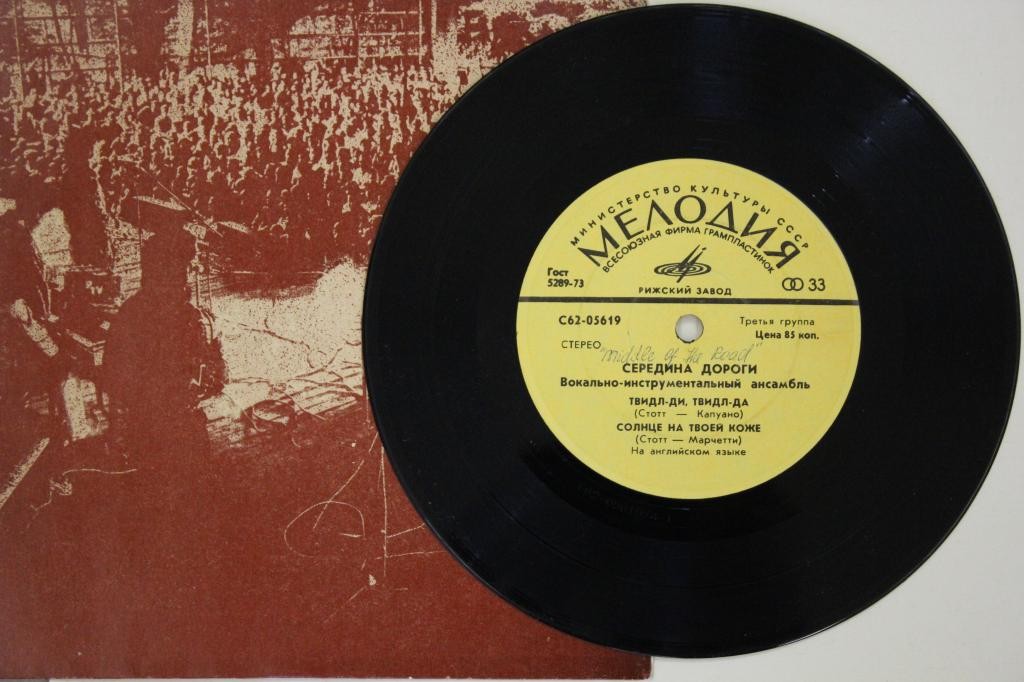 МИНИСТЕРСТВО КУЛЬТУРЫ СССР
МЕЛОДИЯ
ВСЕСОЮЗНАЯ ФИРМА ГРАМПЛАСТИНОК
Гост
5289-73
РИЖСКИЙ ЗАВОД
33
С62-05619
Третья группа
Цена 85 коп.
СТЕРЕО
"middle of the Road"
СЕРЕДИНА ДОРОГИ
Вокально-инструментальный ансамбль
ТВИДЛ-ДИ, ТВИДЛ-ДА
(Стотт — Капуано)
СОЛНЦЕ НА ТВОЕЙ КОЖЕ
(Стотт — Марчетти)
На английском языке